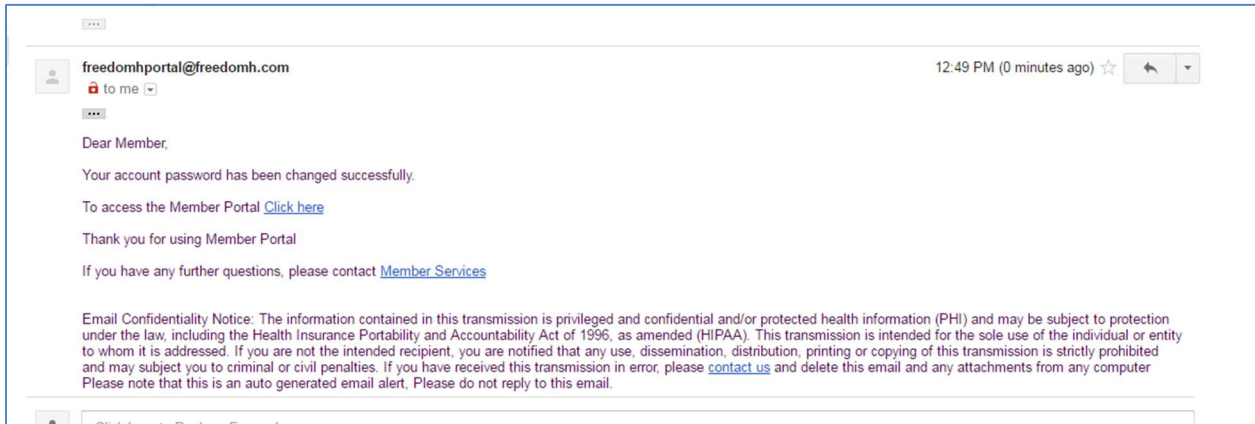 freedomhportal@freedomh.com
12:49 PM (0 minutes ago)
to me
Dear Member,
Your account password has been changed successfully.
To access the Member Portal Click here
Thank you for using Member Portal
If you have any further questions, please contact Member Services
Email Confidentiality Notice: The information contained in this transmission is privileged and confidential and/or protected health information (PHI) and may be subject to protection
under the law, including the Health Insurance Portability and Accountability Act of 1996, as amended (HIPAA). This transmission is intended for the sole use of the individual or entity
to whom it is addressed. If you are not the intended recipient, you are notified that any use, dissemination, distribution, printing or copying of this transmission is strictly prohibited
and may subject you to criminal or civil penalties. If you have received this transmission in error, please contact us and delete this email and any attachments from any computer
Please note that this is an auto generated email alert, Please do not reply to this email.